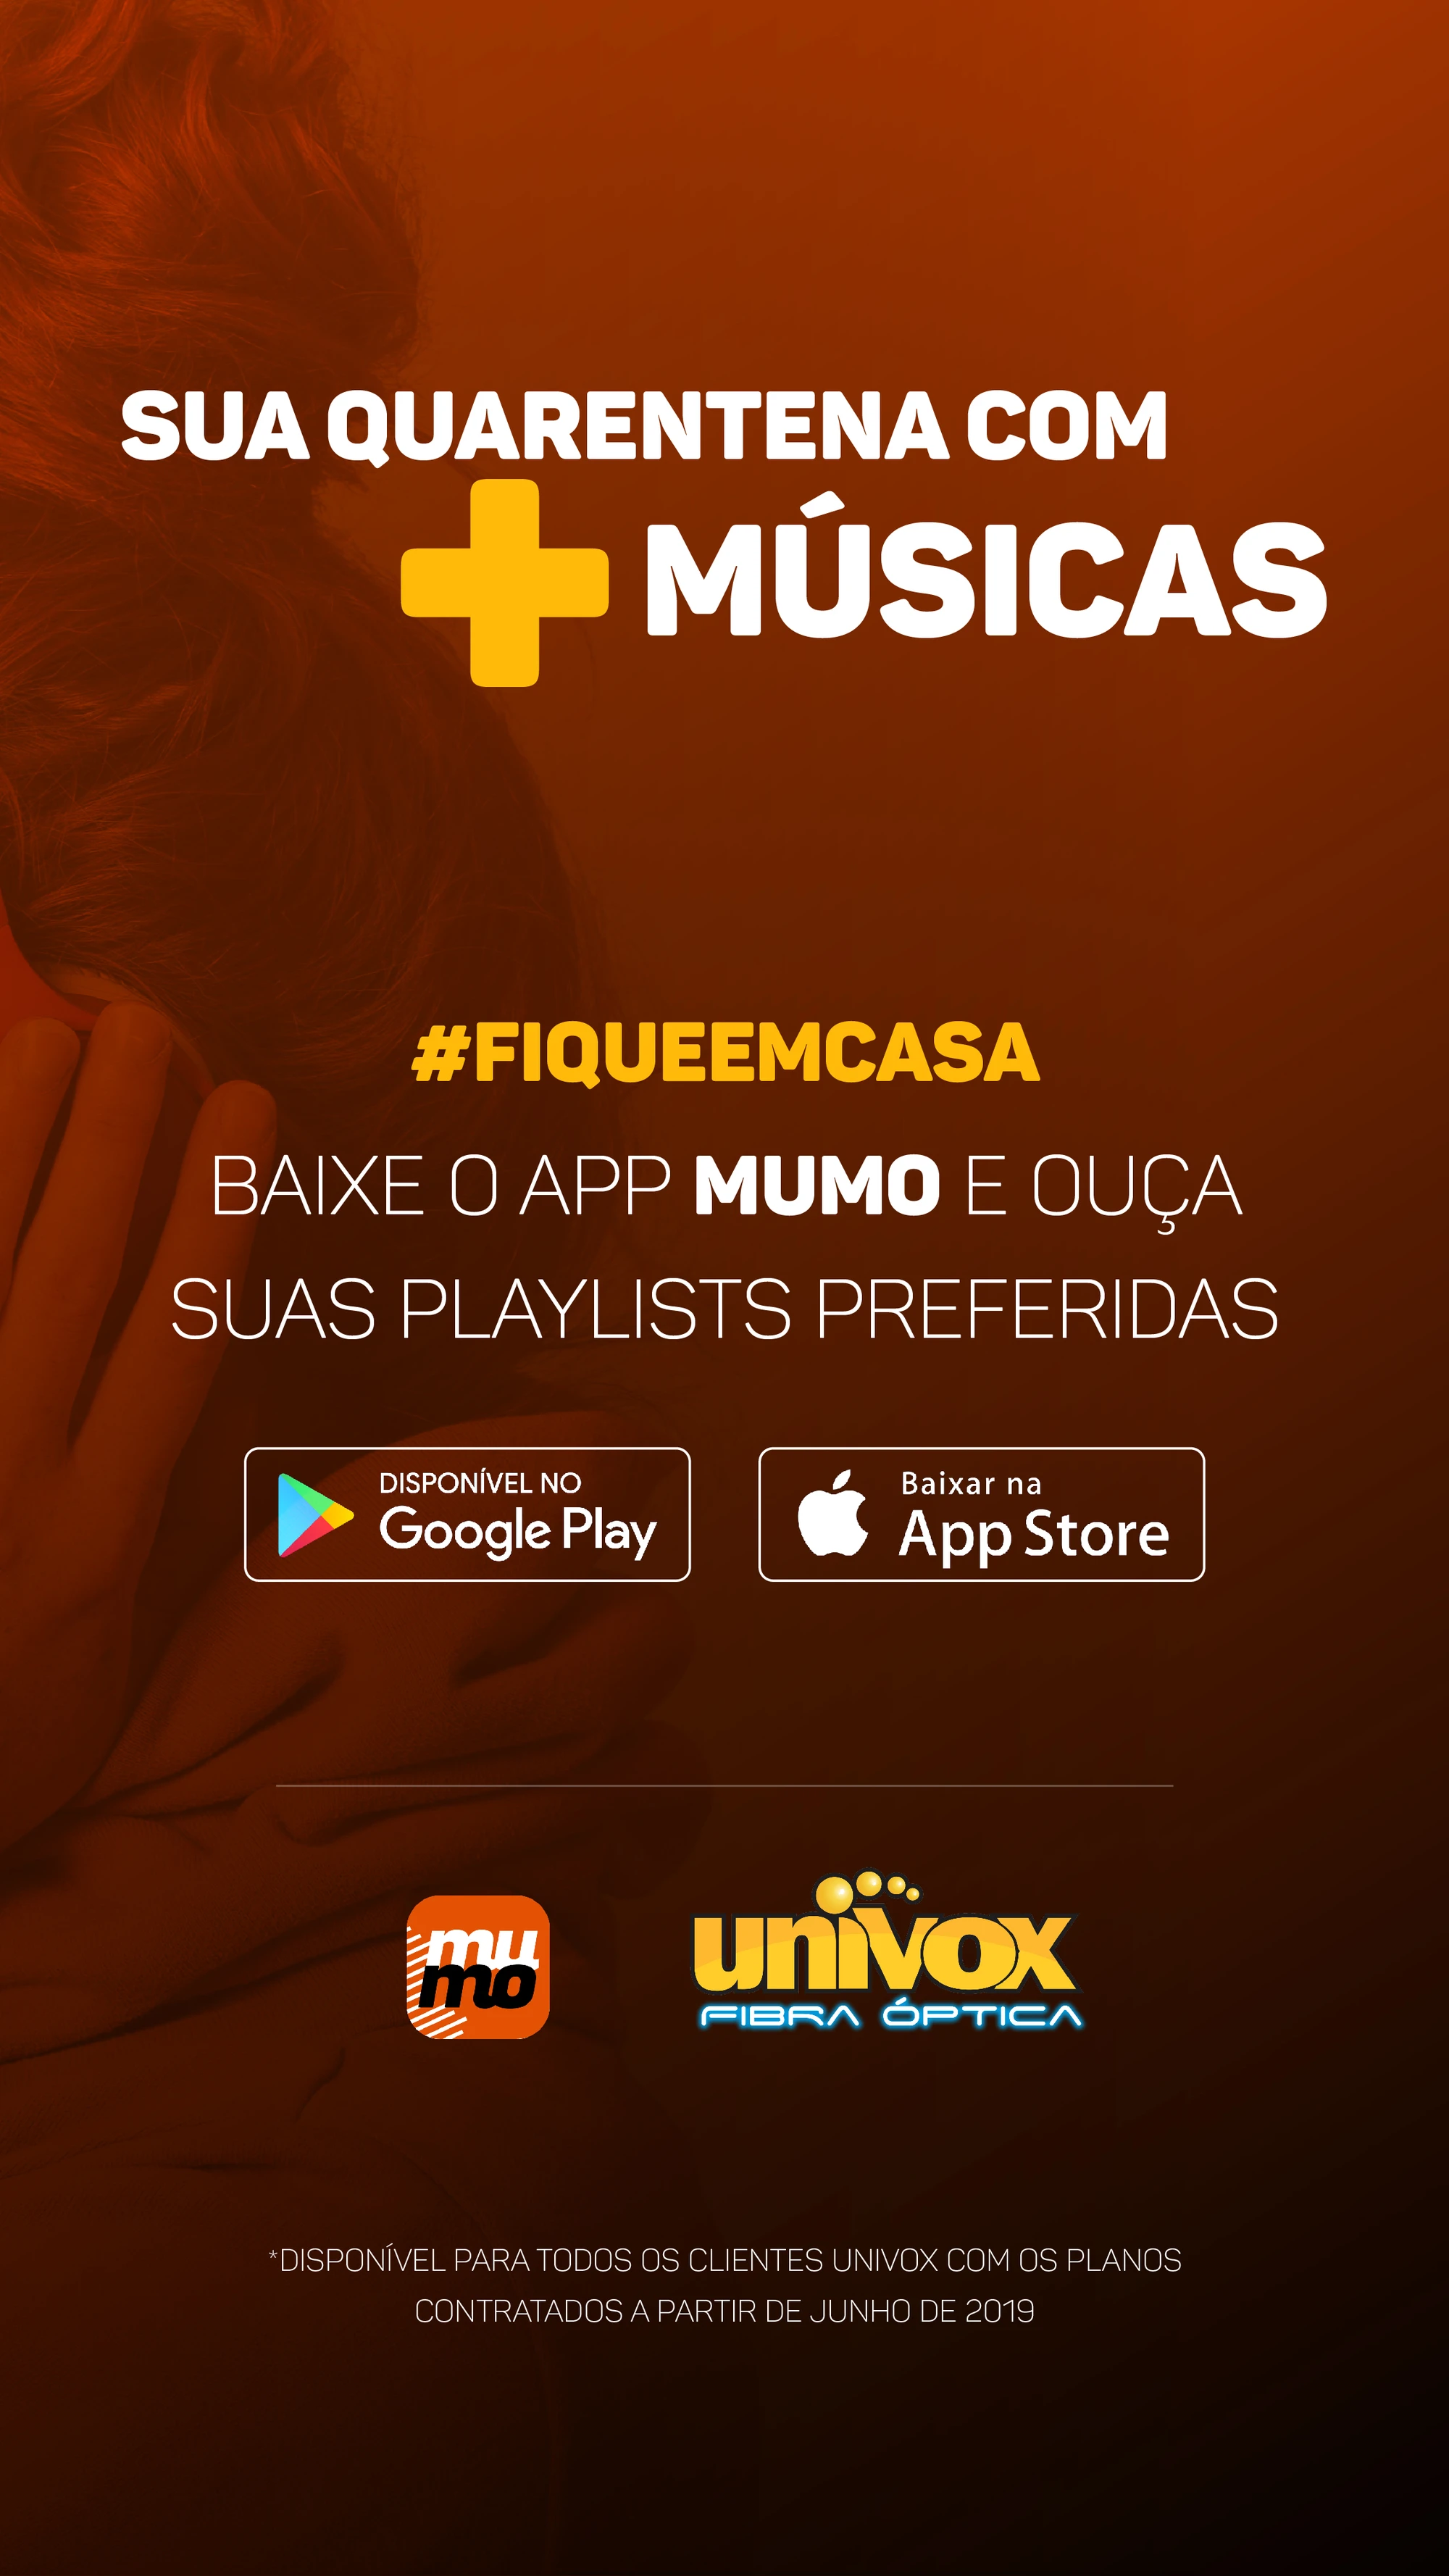 SUA QUARENTENA COM
+ MÚSICAS
#FIQUEEMCASA
BAIXE O APP MUMO E OUÇA
SUAS PLAYLISTS PREFERIDAS
DISPONÍVEL NO
Google Play
Baixar na
App Store
mu
mo
univox
FIBRA ÓPTICA
*DISPONÍVEL PARA TODOS OS CLIENTES UNIVOX COM OS PLANOS
CONTRATADOS A PARTIR DE JUNHO DE 2019